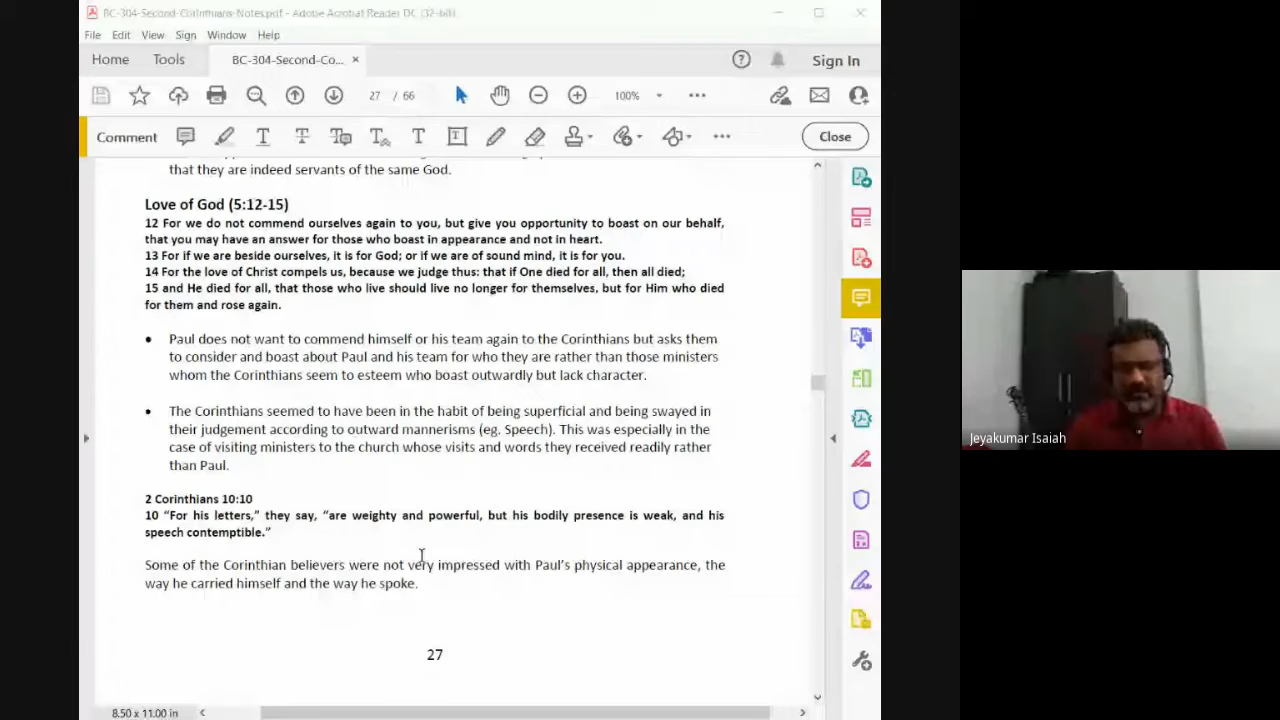 BC-304-Second-Corinthians-Notes.pdf - Adobe Acrobat Reader DC (32-bit)
File Edit View Sign Window Help
Home Tools BC-304-Second-Co... × Sign In
27 / 66 100%
Comment Close
that they are indeed servants of the same God.
Love of God (5:12-15)
12 For we do not commend ourselves again to you, but give you opportunity to boast on our behalf,
that you may have an answer for those who boast in appearance and not in heart.
13 For if we are beside ourselves, it is for God; or if we are of sound mind, it is for you.
14 For the love of Christ compels us, because we judge thus: that if One died for all, then all died;
15 and He died for all, that those who live should live no longer for themselves, but for Him who died
for them and rose again.
• Paul does not want to commend himself or his team again to the Corinthians but asks them
to consider and boast about Paul and his team for who they are rather than those ministers
whom the Corinthians seem to esteem who boast outwardly but lack character.
• The Corinthians seemed to have been in the habit of being superficial and being swayed in
their judgement according to outward mannerisms (eg. Speech). This was especially in the
case of visiting ministers to the church whose visits and words they received readily rather
than Paul.
2 Corinthians 10:10
10 “For his letters,” they say, “are weighty and powerful, but his bodily presence is weak, and his
speech contemptible.”
Some of the Corinthian believers were not very impressed with Paul’s physical appearance, the
way he carried himself and the way he spoke.
27
8.50 x 11.00 in
Jeyakumar Isaiah